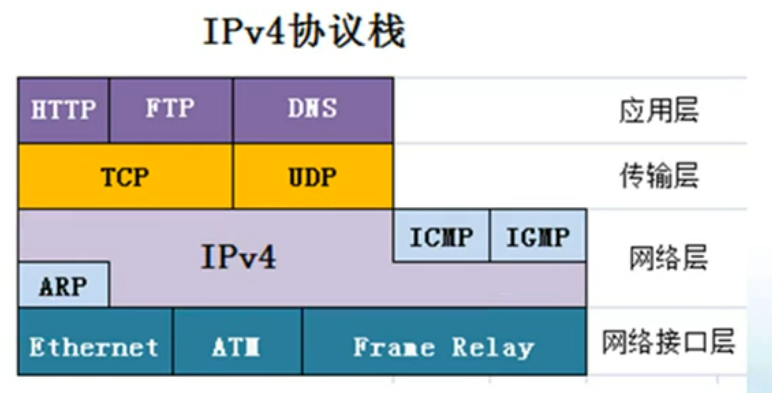 IPv4协议栈
HTTP FTP DNS 应用层
TCP UDP 传输层
ICMP IGMP
IPv4 网络层
ARP
Ethernet ATM Frame Relay 网络接口层